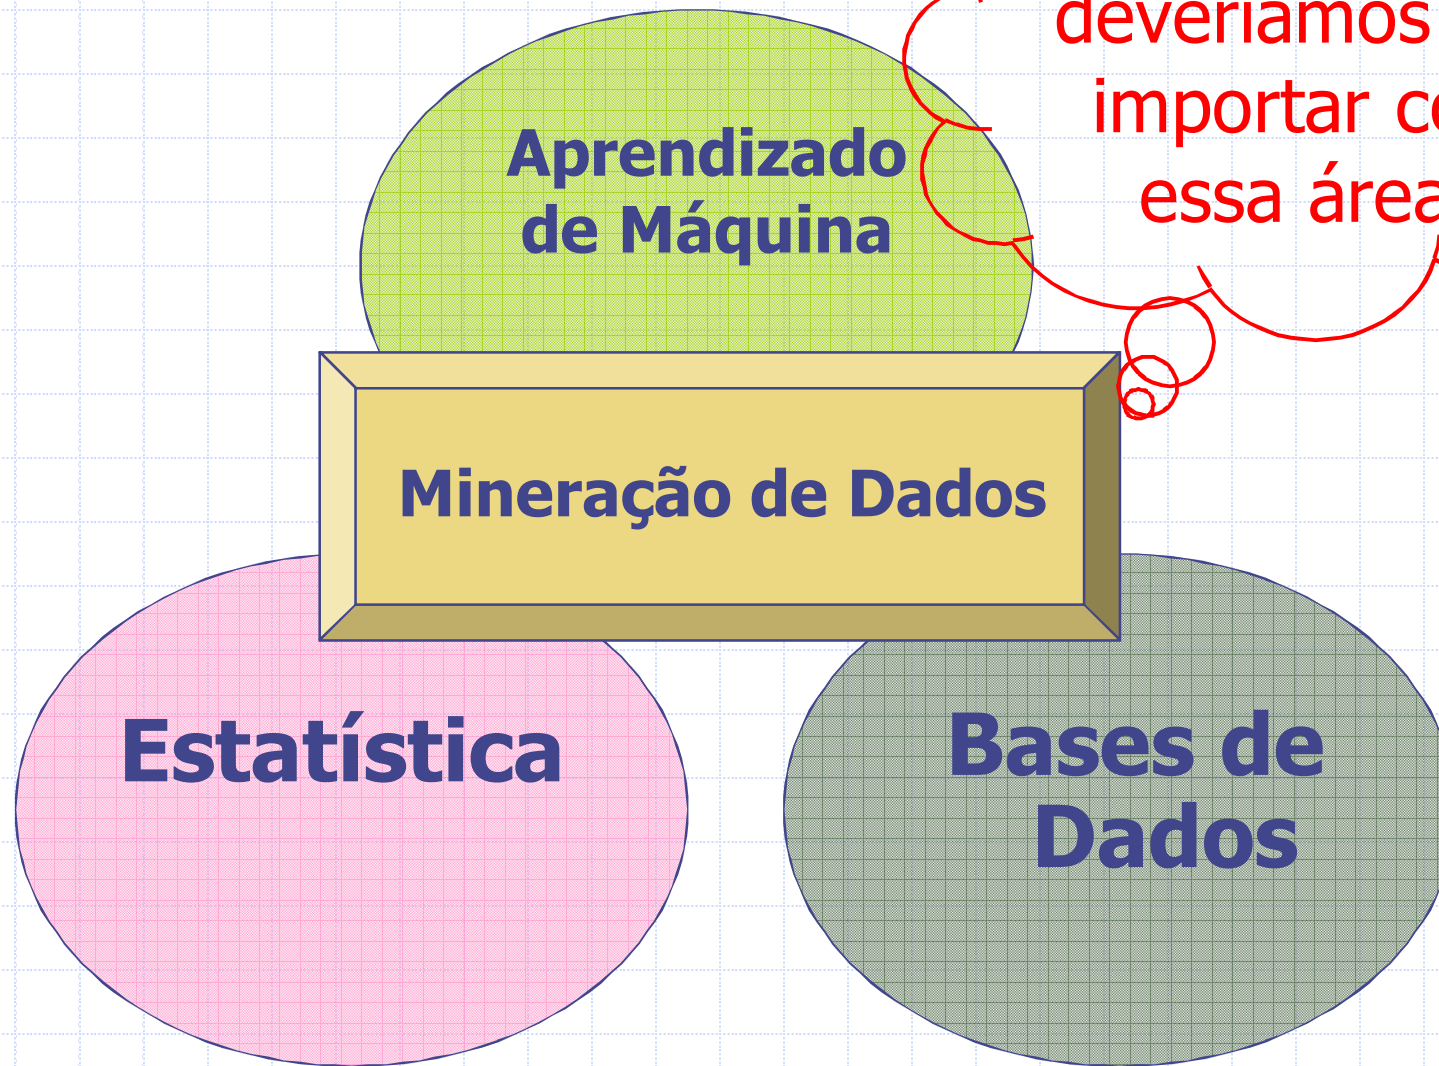 deveríamos
importar
essa
Aprendizado
de Máquina
Mineração de Dados
Estatística
Bases de
Dados